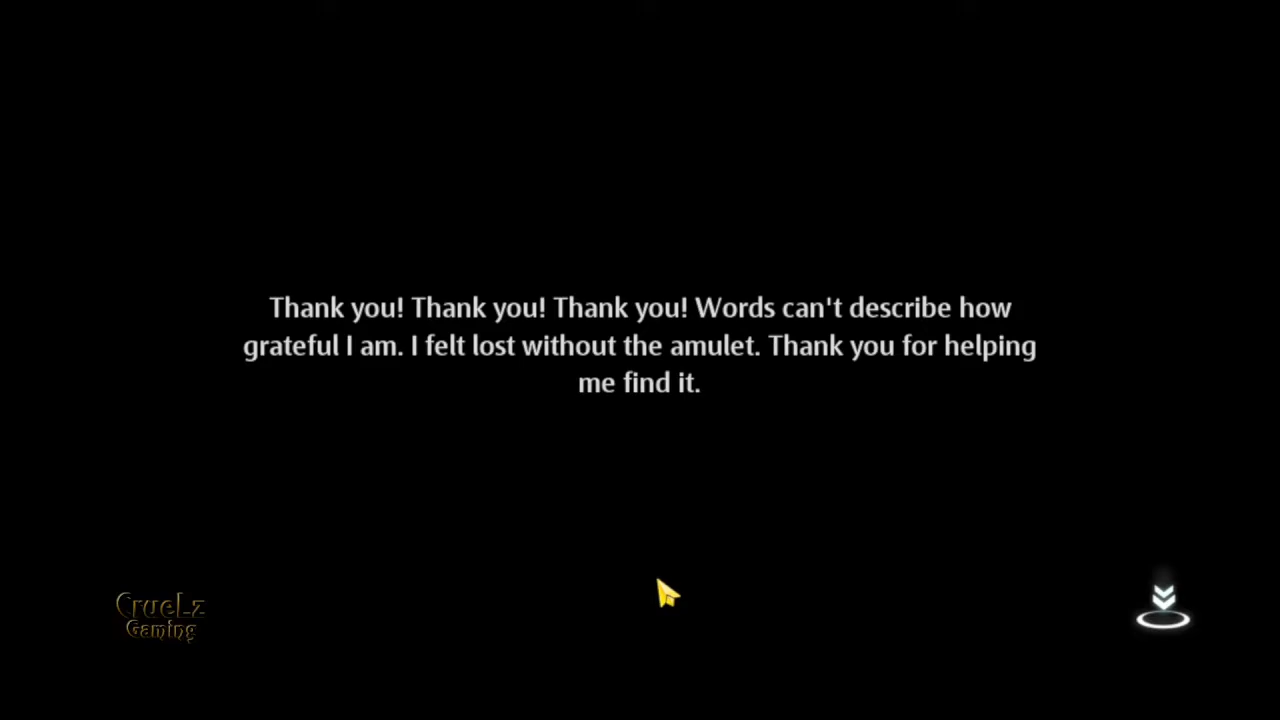 Thank you! Thank you! Thank you! Words can't describe how
grateful I am. I felt lost without the amulet. Thank you for helping
me find it.
CrueLz
Gaming